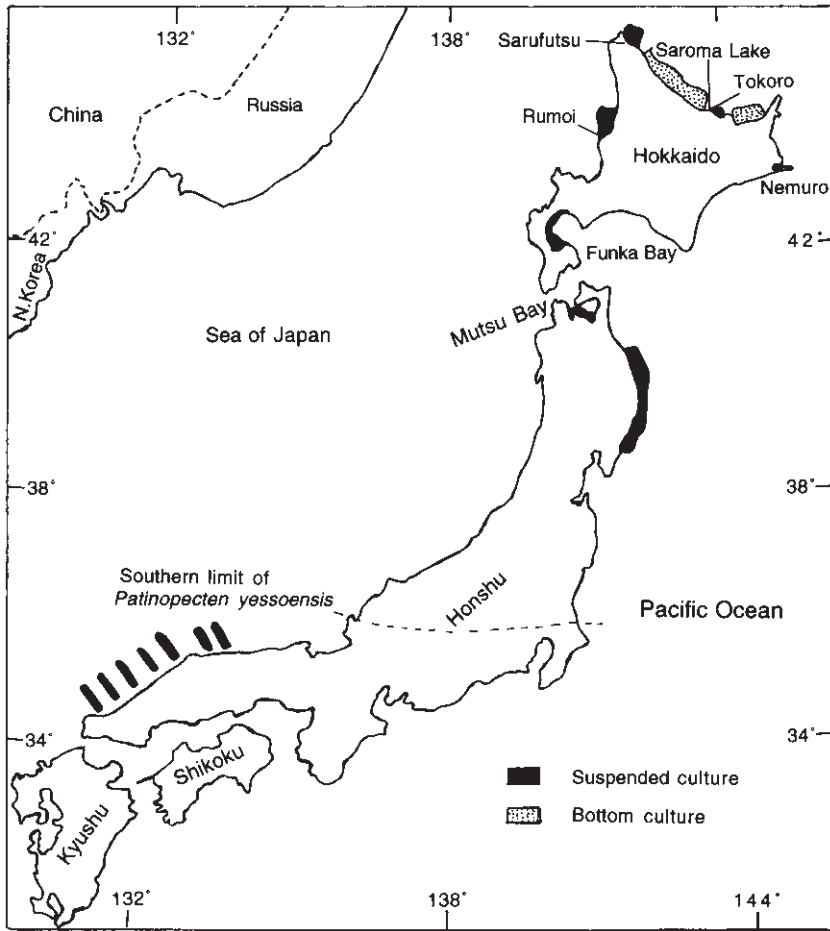 132°
138
Sarufutsu
Saroma Lake
Tokoro
China
Russia
Rumoi
Hokkaido
Nemuro
42°
42°
Funka Bay
N.Korea
Mutsu Bay
Sea of Japan
38°
38°
Southern limit of
Patinopecten yessoensis
Honshu
Pacific Ocean
34°
34°
Shikoku
Suspended culture
Kyushu
Bottom culture
132°
138
144°